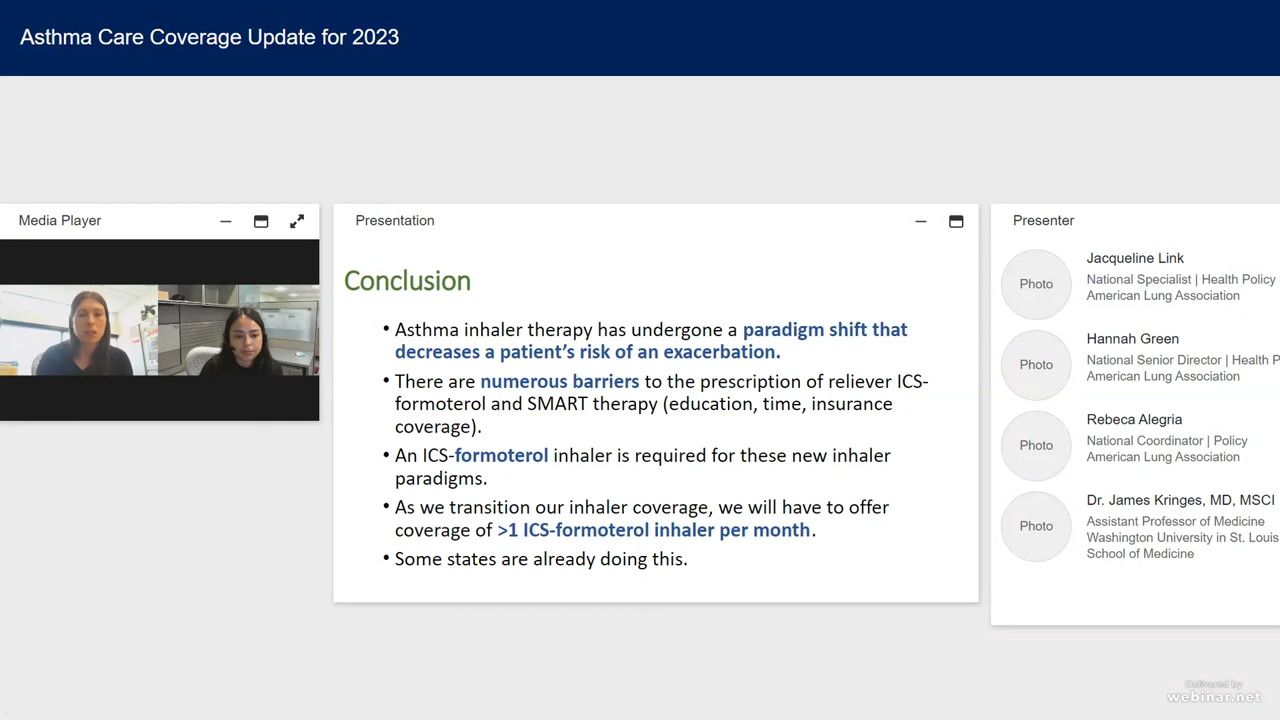 Asthma Care Coverage Update for 2023
Media Player
Presentation
Conclusion
• Asthma inhaler therapy has undergone a paradigm shift that
decreases a patient’s risk of an exacerbation.
• There are numerous barriers to the prescription of reliever ICS-
formoterol and SMART therapy (education, time, insurance
coverage).
• An ICS-formoterol inhaler is required for these new inhaler
paradigms.
• As we transition our inhaler coverage, we will have to offer
coverage of >1 ICS-formoterol inhaler per month.
• Some states are already doing this.
Presenter
Photo
Jacqueline Link
National Specialist | Health Policy
American Lung Association
Photo
Hannah Green
National Senior Director | Health P
American Lung Association
Photo
Rebeca Alegria
National Coordinator | Policy
American Lung Association
Photo
Dr. James Kringes, MD, MSCI
Assistant Professor of Medicine
Washington University in St. Louis
School of Medicine
Delivered by
webinar.net